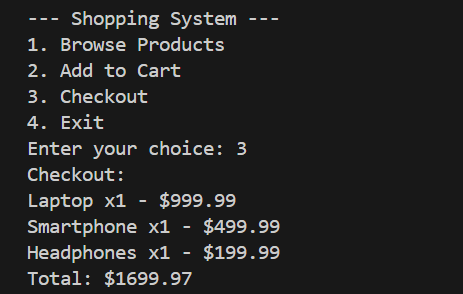 --- Shopping System ---
1. Browse Products
2. Add to Cart
3. Checkout
4. Exit
Enter your choice: 3
Checkout:
Laptop x1 - $999.99
Smartphone x1 - $499.99
Headphones x1 - $199.99
Total: $1699.97